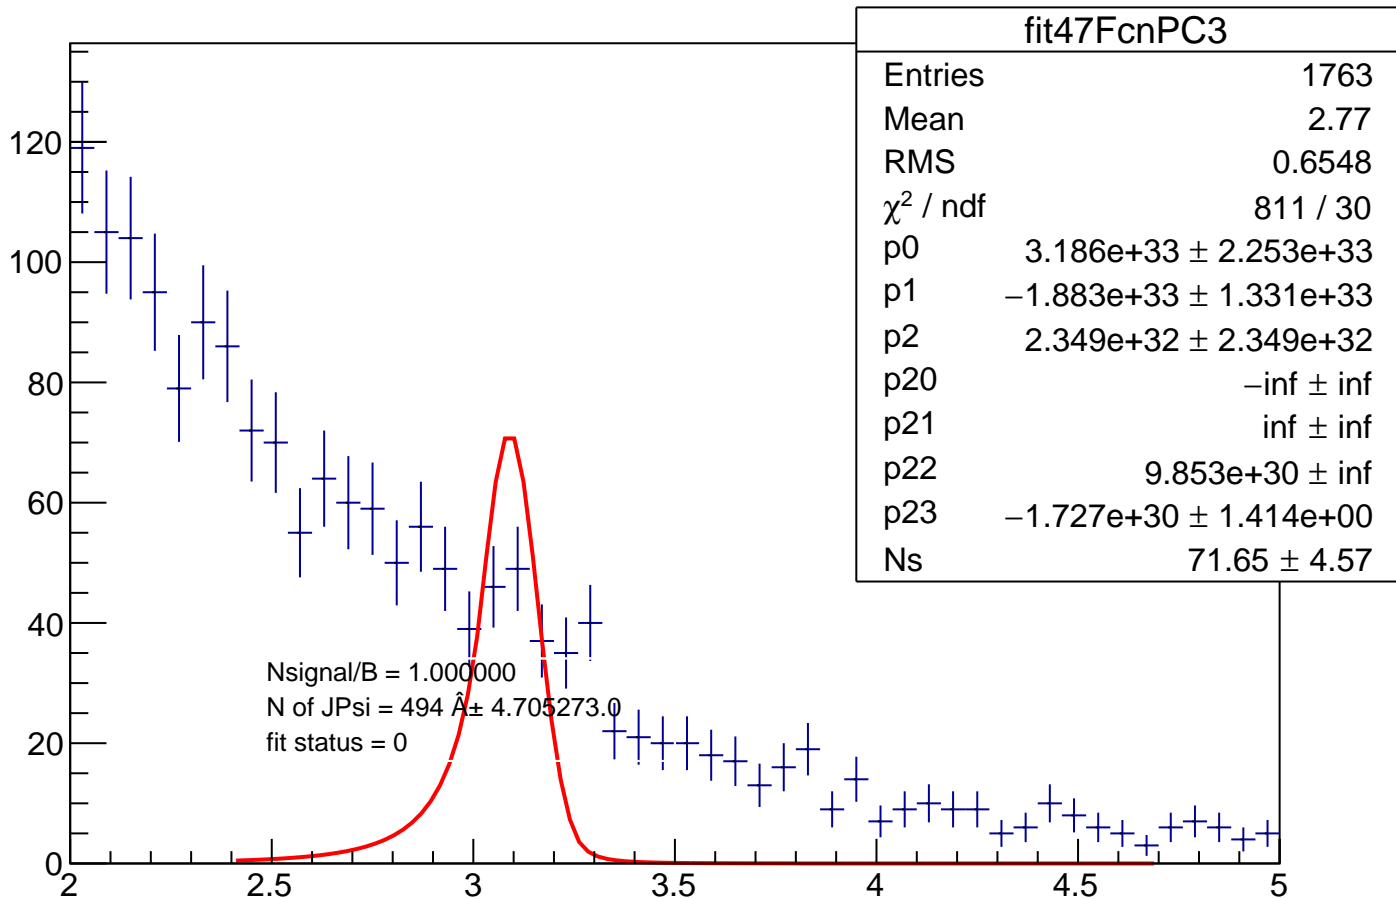 fit47FcnPC3
Entries 1763
Mean 2.77
RMS 0.6548
χ² / ndf 811 / 30
p0 3.186e+33 ± 2.253e+33
p1 −1.883e+33 ± 1.331e+33
p2 2.349e+32 ± 2.349e+32
p20 −inf ± inf
p21 inf ± inf
p22 9.853e+30 ± inf
p23 −1.727e+30 ± 1.414e+00
Ns 71.65 ± 4.57
120
100
80
60
40
20
0
Nsignal/B = 1.000000
N of JPsi = 494 Â± 4.705273.0
fit status = 0
2 2.5 3 3.5 4 4.5 5